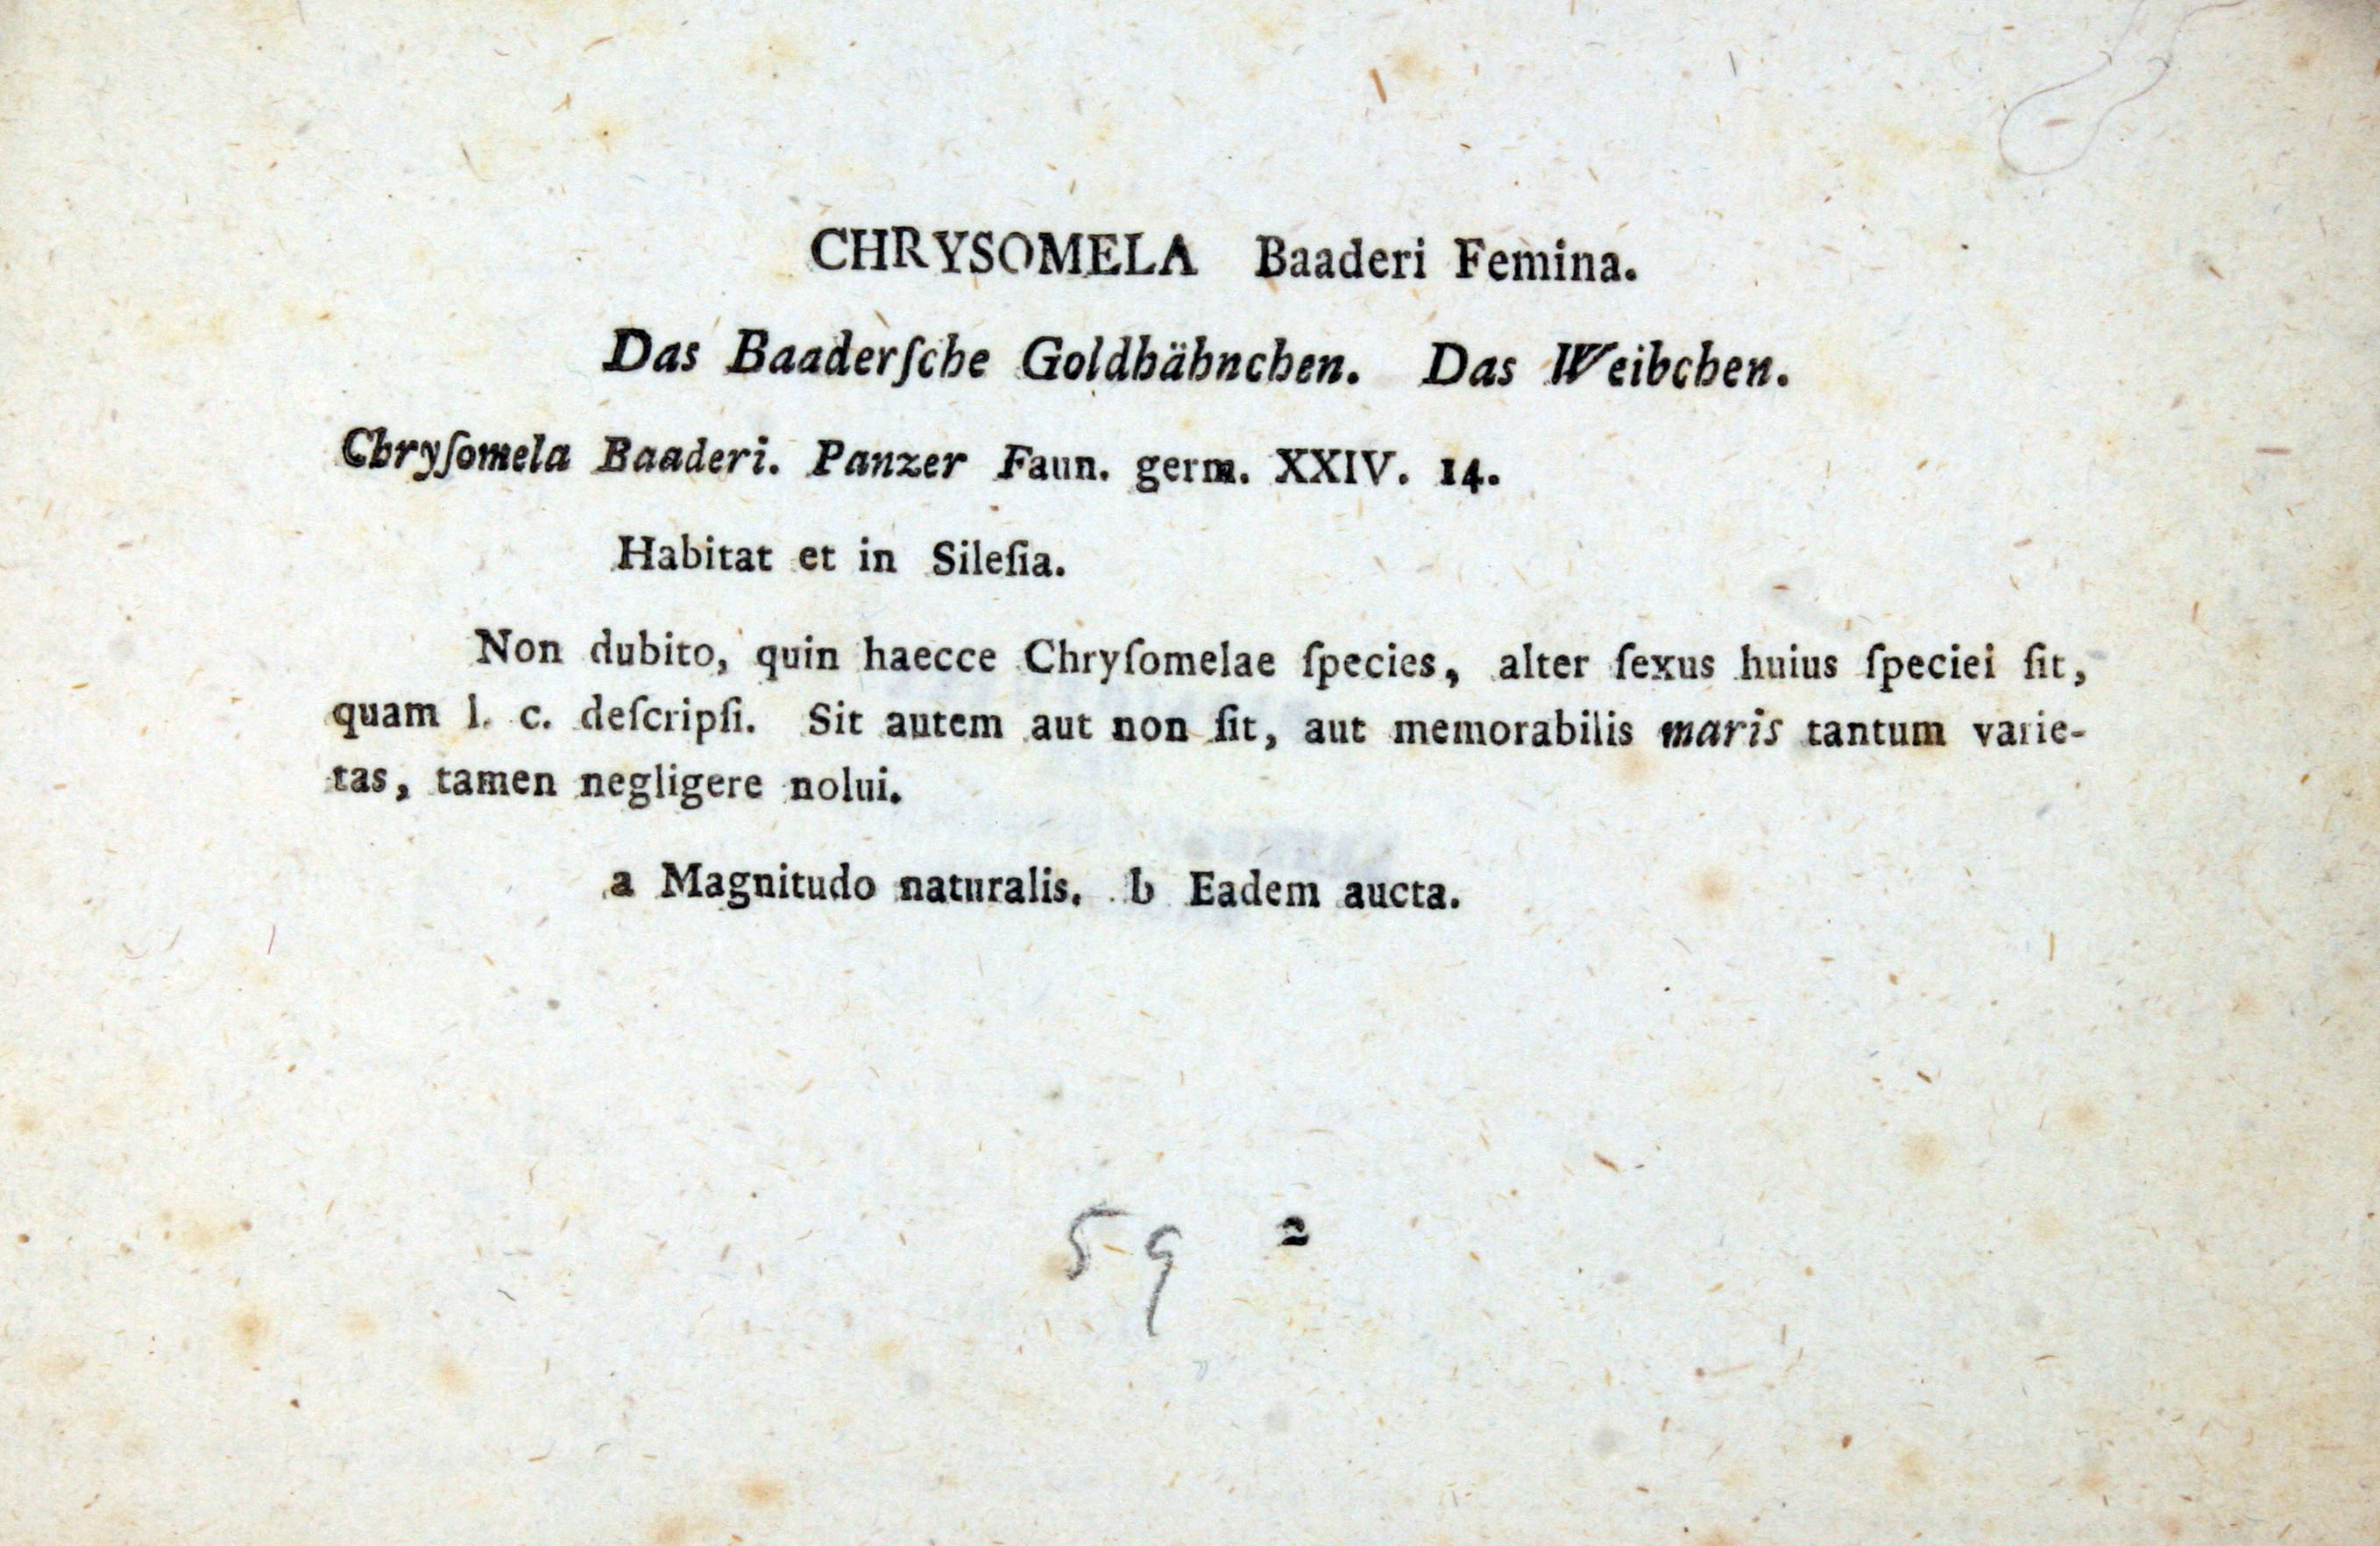 CHRYSOMELA Baaderi Femina.
Das Baaderſche Goldhähnchen. Das Weibchen.
Chryſomela Baaderi. Panzer Faun. germ. XXIV. 14.
Habitat et in Sileſia.
Non dubito, quin haecce Chryſomelae ſpecies, alter ſexus huius ſpeciei ſit,
quam l. c. deſcripſi. Sit autem aut non ſit, aut memorabilis maris tantum varie-
tas, tamen negligere nolui.
a Magnitudo naturalis. b Eadem aucta.
59 2